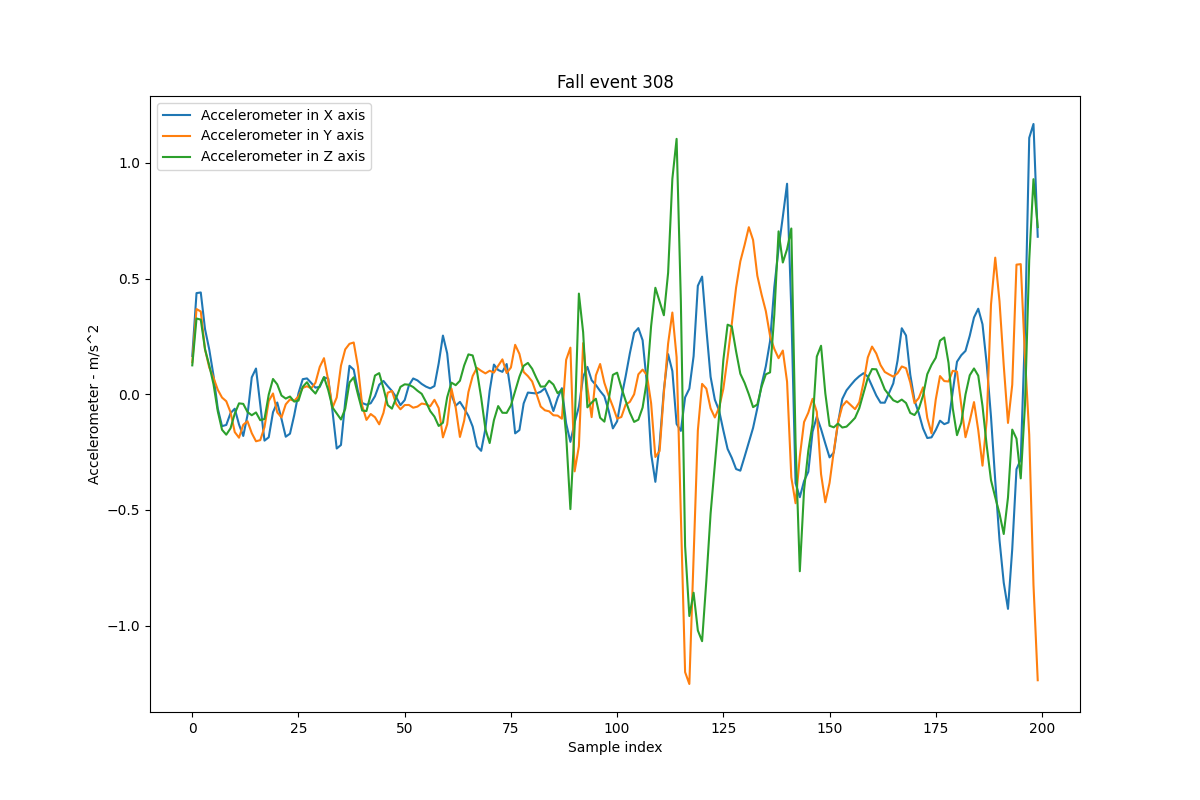 Fall event 308
Accelerometer in X axis
Accelerometer in Y axis
Accelerometer in Z axis
1.0
0.5
0.0
−0.5
−1.0
Accelerometer - m/s^2
0 25 50 75 100 125 150 175 200
Sample index